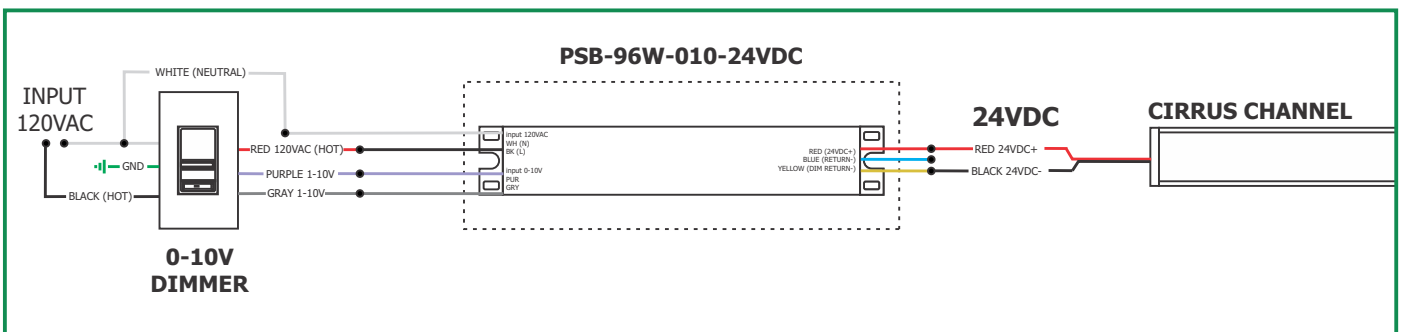 PSB-96W-010-24VDC
WHITE (NEUTRAL)
INPUT
120VAC
GND
BLACK (HOT)
RED 120VAC (HOT)
PURPLE 1-10V
GRAY 1-10V
0-10V
DIMMER
input 120VAC
WH (N)
BK (L)
input 0-10V
PUR
GRY
RED (24VDC+)
BLUE (RETURN-)
YELLOW (DIM RETURN-)
24VDC
RED 24VDC+
BLACK 24VDC-
CIRRUS CHANNEL